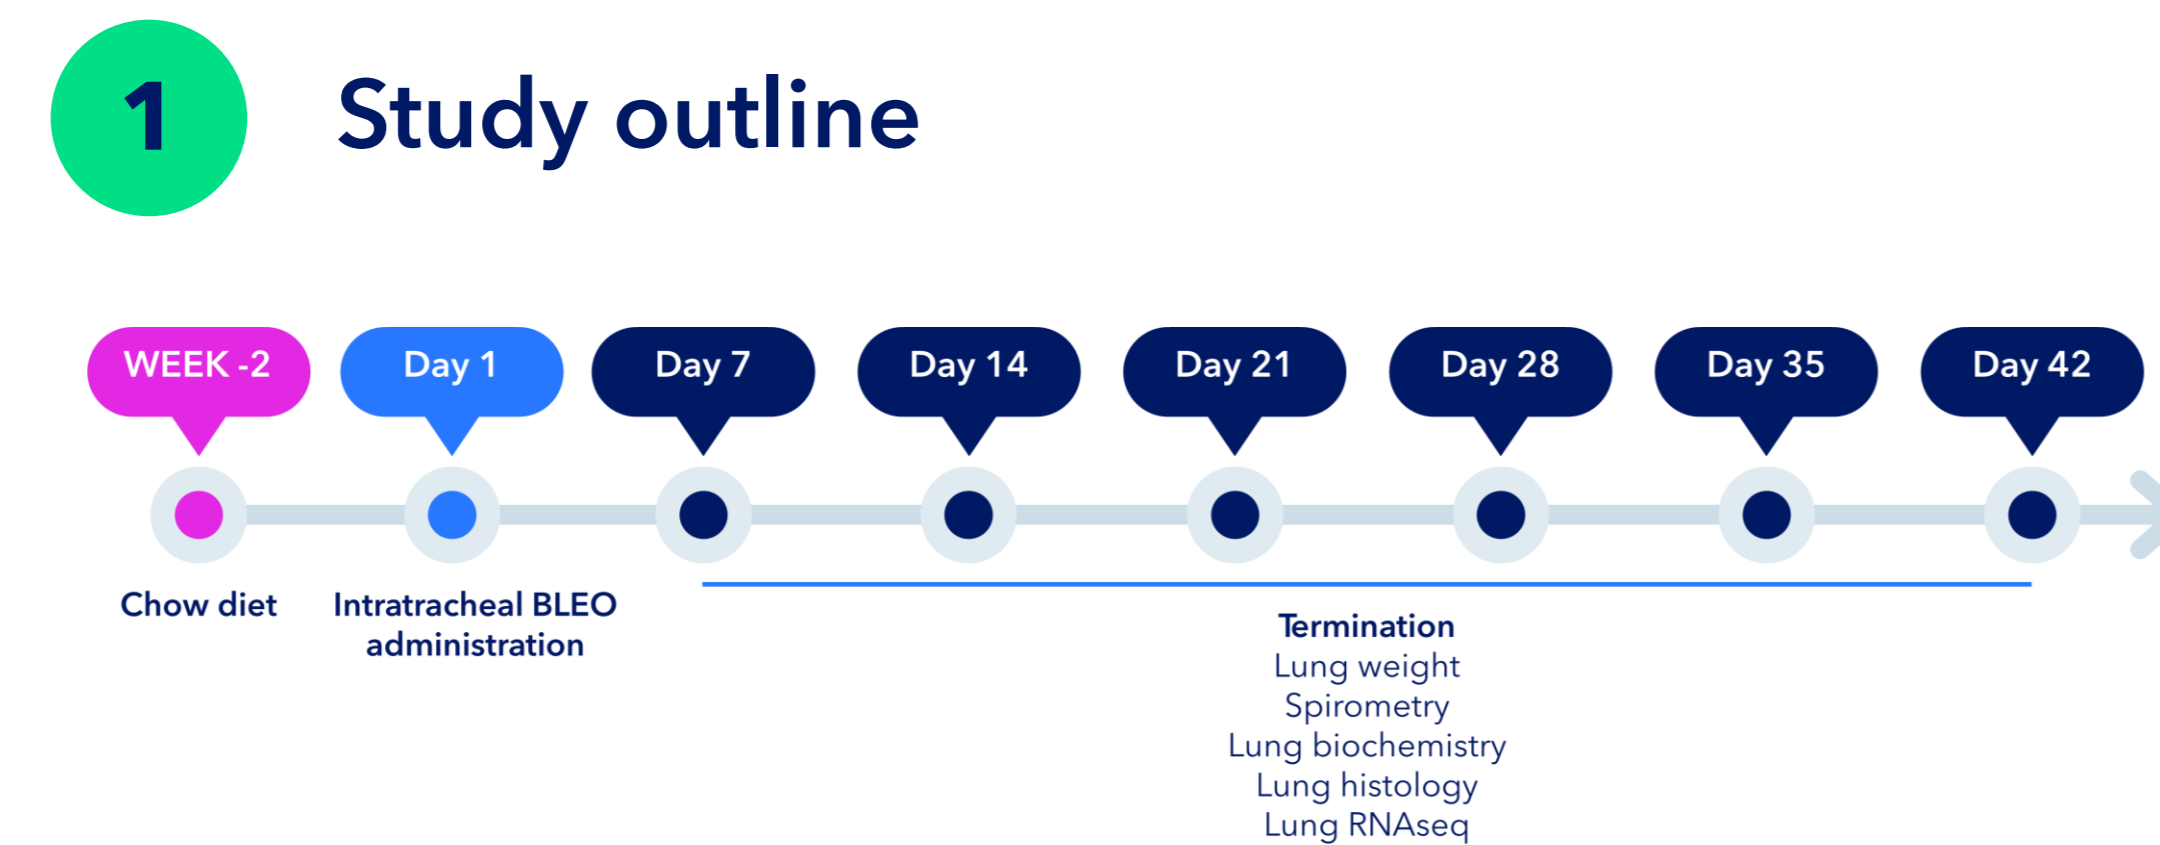 1
Study outline
WEEK -2
Day 1
Day 7
Day 14
Day 21
Day 28
Day 35
Day 42
Chow diet
Intratracheal BLEO
administration
Termination
Lung weight
Spirometry
Lung biochemistry
Lung histology
Lung RNAseq